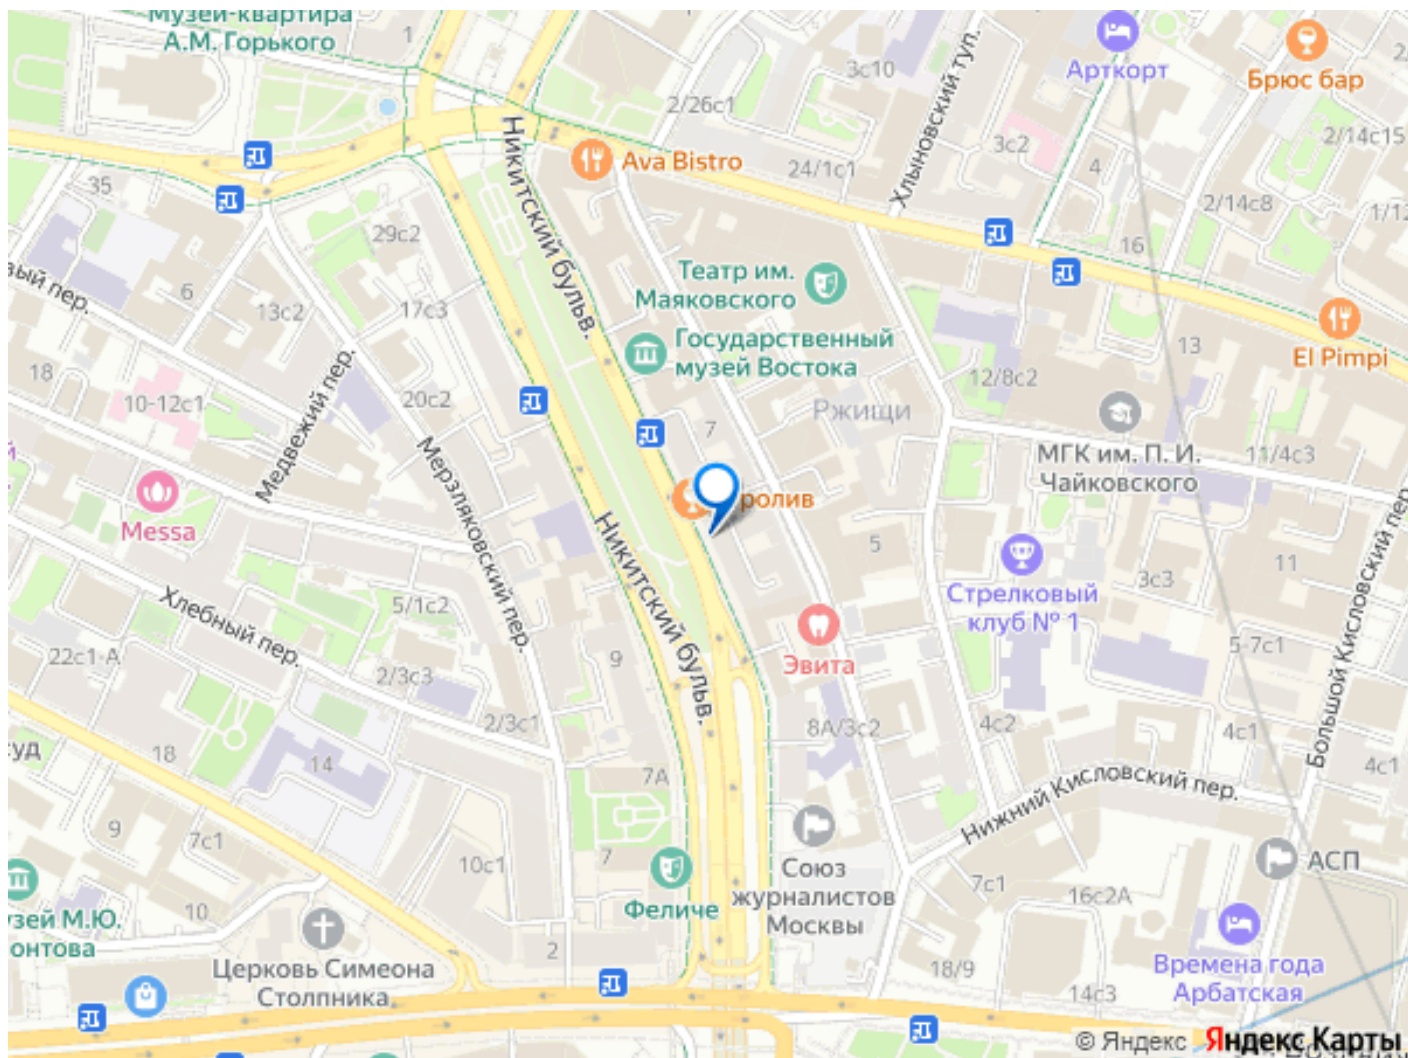 Музей-квартира
А.М. Горького
1
3с10
Хлыновский туп.
Арткорт
Брюс бар
2/26с1
2/14с15
Никитский бульв.
Ava Bistro
24/1с1
3с2
4
35
2/14с8
1/12
29с2
16
Театр им.
Маяковского
6
13с2
17с3
Государственный
музей Востока
13
El Pimpi
18
12/8с2
Медвежий пер.
20с2
10-12с1
Ржищи
7
МГК им. П. И.
Чайковского
11/4с3
Мерзляковский пер.
Messa
ролив
Никитский бульв.
5
11
3с3
Стрелковый
клуб № 1
Хлебный пер.
5/1с2
Большой Кисловский пер.
22с1-А
Эвита
5-7с1
9
2/3с3
2/3с1
8А/3с2
4с2
4с1
суд
18
14
7А
4с1
Нижний Кисловский пер.
9
7с1
10с1
7
Союз
журналистов
Москвы
АСП
7с1
16с2А
Феличе
10
2
Церковь Симеона
Столпника
18/9
Времена года
Арбатская
14с3
© Яндекс Яндекс Карты